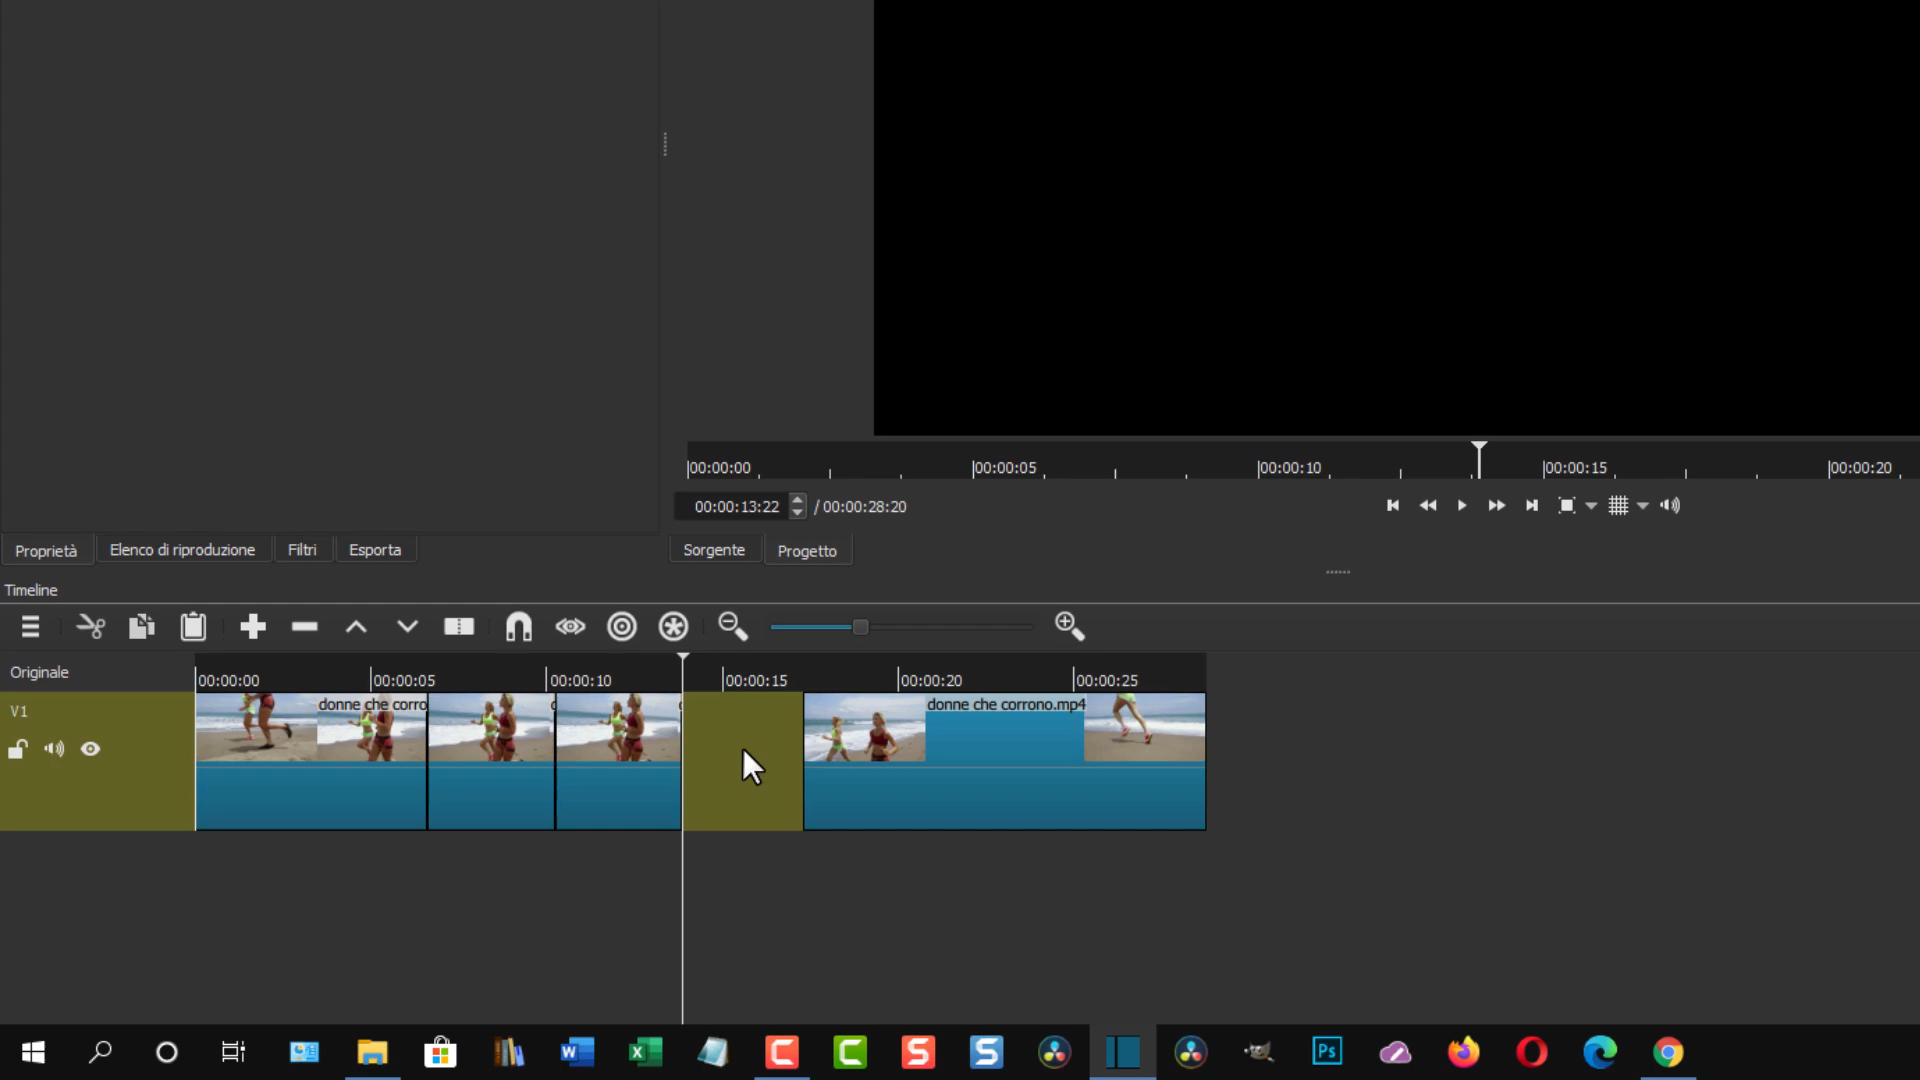 00:00:00
00:00:05
00:00:10
00:00:15
00:00:20
00:00:13:22
/ 00:00:28:20
Proprietà
Elenco di riproduzione
Filtri
Esporta
Sorgente
Progetto
Timeline
Originale
00:00:00
00:00:05
00:00:10
00:00:15
00:00:20
00:00:25
V1
donne che corro
donne che corrono.mp4
W
X
C
C
S
S
Ps